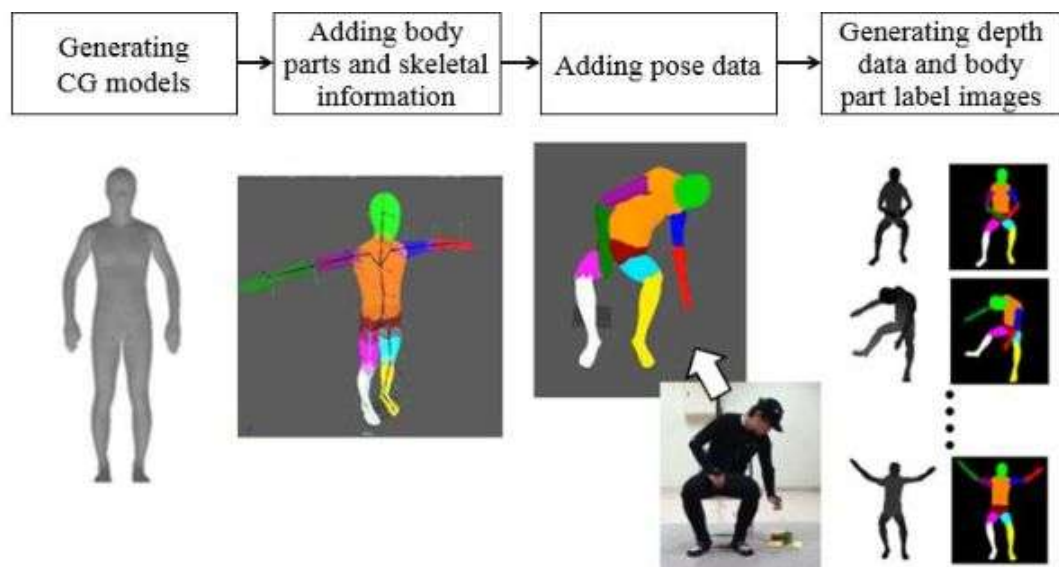 Generating
CG models
Adding body
parts and skeletal
information
Adding pose data
Generating depth
data and body
part label images